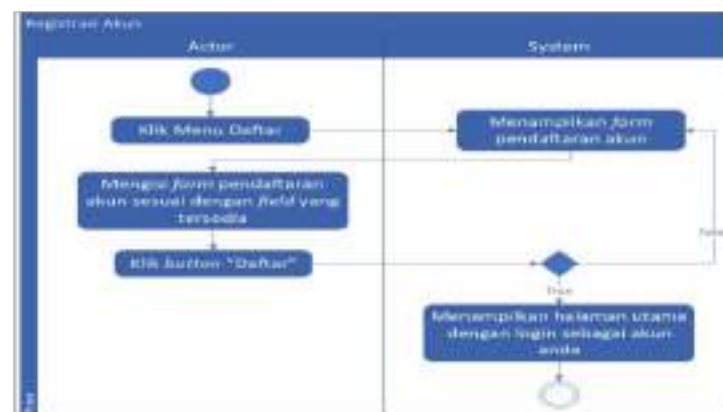 Registrasi Akun
Actor
System
Klik Menu Daftar
Menampilkan form
pendaftaran akun
Mengisi form pendaftaran
akun sesuai dengan field yang
tersedia
Klik button "Daftar"
False
True
Menampilkan halaman utama
dengan login sebagai akun
anda